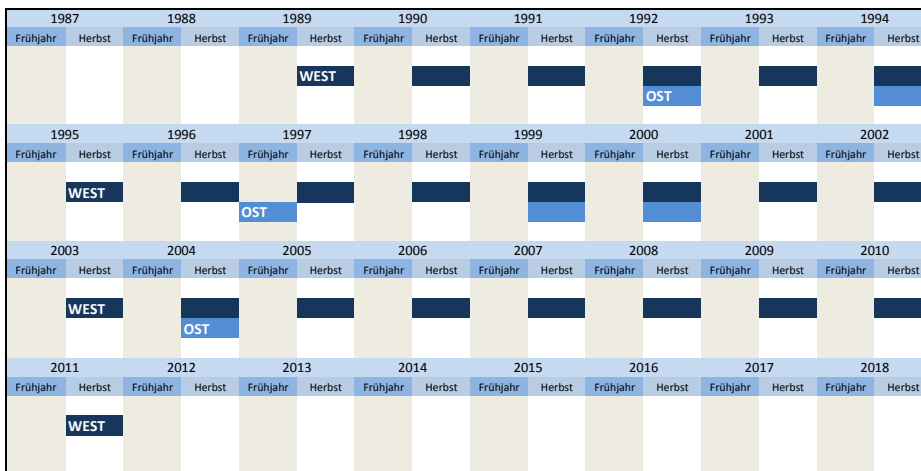 1987 1988 1989 1990 1991 1992 1993 1994
Frühjahr Herbst Frühjahr Herbst Frühjahr Herbst Frühjahr Herbst Frühjahr Herbst Frühjahr Herbst Frühjahr Herbst Frühjahr Herbst
WEST
OST
1995 1996 1997 1998 1999 2000 2001 2002
Frühjahr Herbst Frühjahr Herbst Frühjahr Herbst Frühjahr Herbst Frühjahr Herbst Frühjahr Herbst Frühjahr Herbst Frühjahr Herbst
WEST
OST
2003 2004 2005 2006 2007 2008 2009 2010
Frühjahr Herbst Frühjahr Herbst Frühjahr Herbst Frühjahr Herbst Frühjahr Herbst Frühjahr Herbst Frühjahr Herbst Frühjahr Herbst
WEST
OST
2011 2012 2013 2014 2015 2016 2017 2018
Frühjahr Herbst Frühjahr Herbst Frühjahr Herbst Frühjahr Herbst Frühjahr Herbst Frühjahr Herbst Frühjahr Herbst Frühjahr Herbst
WEST